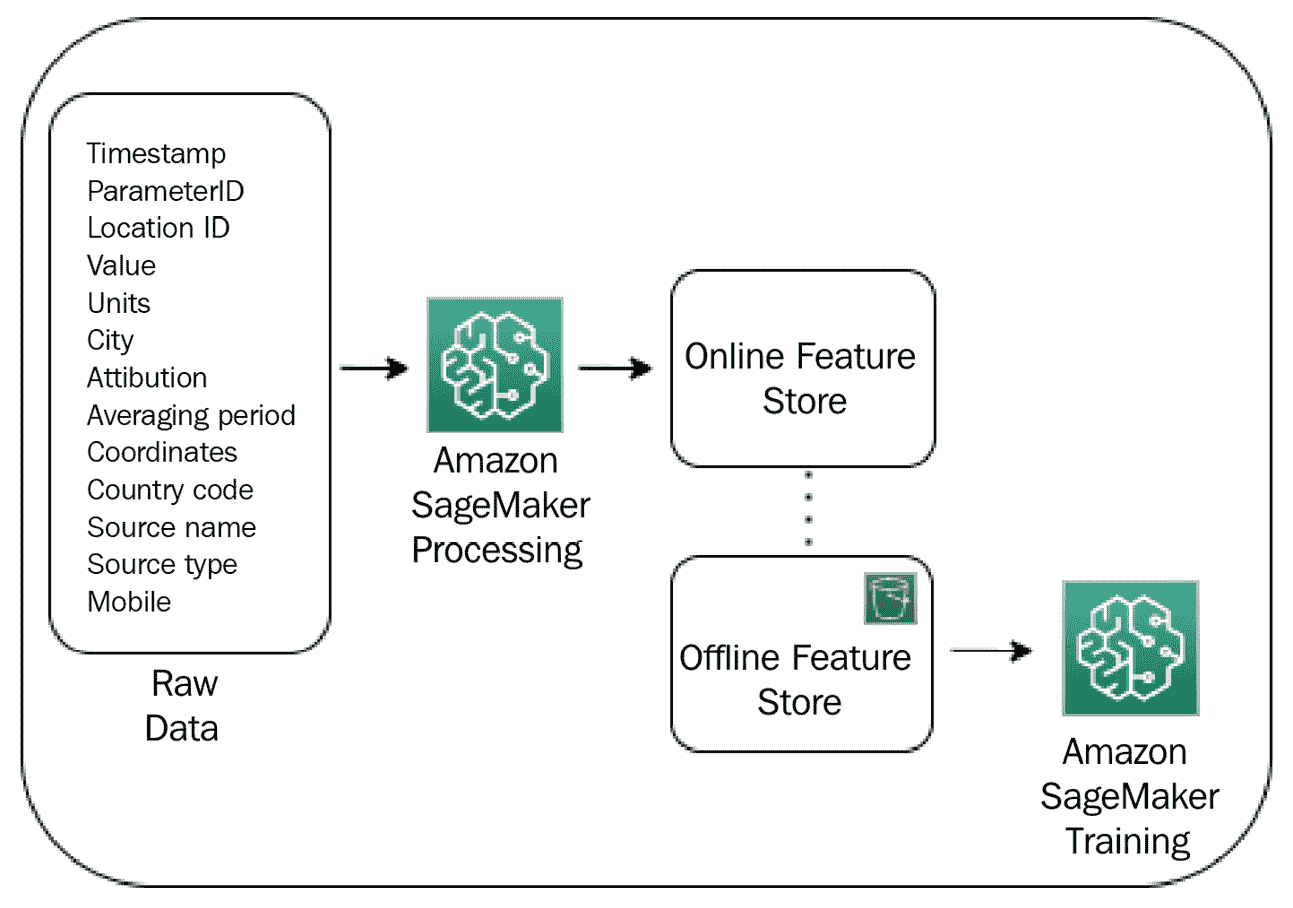 Timestamp
ParameterID
Location ID
Value
Units
City
Attibution
Averaging period
Coordinates
Country code
Source name
Source type
Mobile
Raw
Data
Amazon
SageMaker
Processing
Online Feature
Store
Offline Feature
Store
Amazon
SageMaker
Training